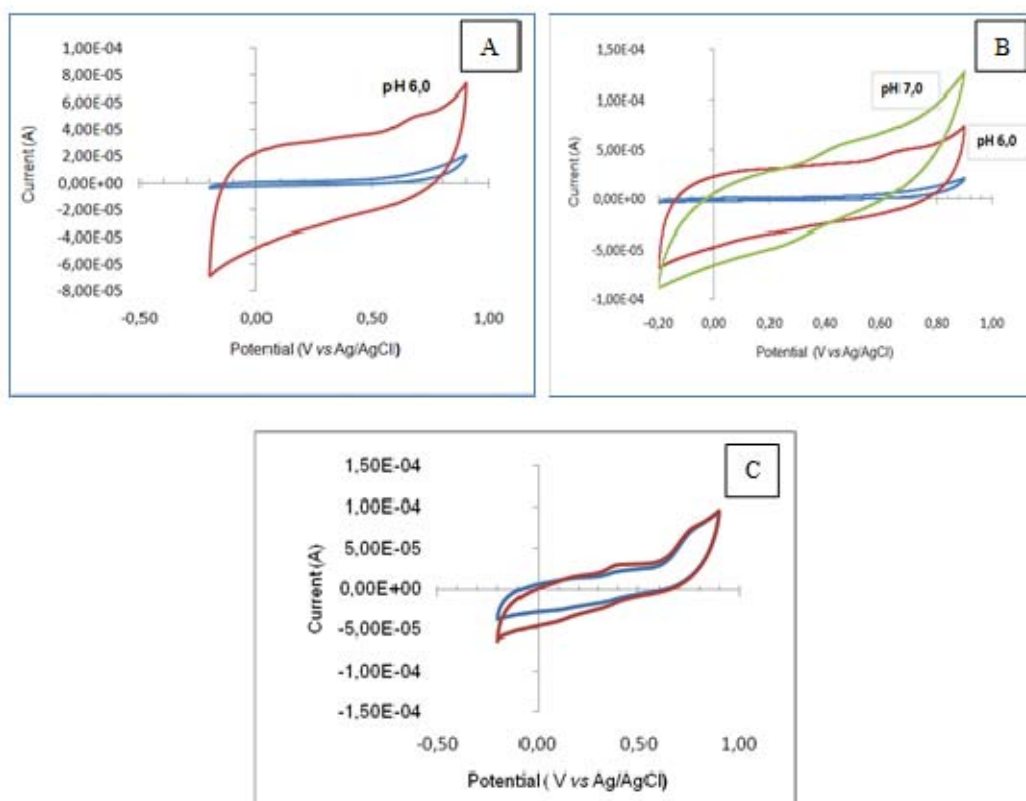 A
1,00E-04
8,00E-05
6,00E-05
4,00E-05
2,00E-05
0,00E+00
-2,00E-05
-4,00E-05
-6,00E-05
-8,00E-05
Current (A)
pH 6,0
-0,50
0,00
0,50
1,00
Potential (V vs Ag/AgCl)
B
1,50E-04
1,00E-04
5,00E-05
0,00E+00
-5,00E-05
-1,00E-04
Current (A)
pH 7,0
pH 6,0
-0,20
0,00
0,20
0,40
0,60
0,80
1,00
Potential (V vs Ag/AgCl)
C
1,50E-04
1,00E-04
5,00E-05
0,00E+00
-5,00E-05
-1,00E-04
-1,50E-04
Current (A)
-0,50
0,00
0,50
1,00
Potential ( V vs Ag/AgCl)